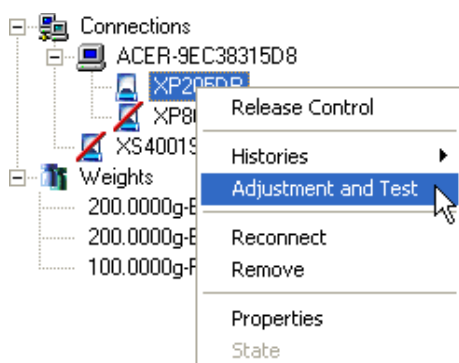 Connections
ACER-9EC38315D8
XP205DR
Release Control
XP8
XS4001S
Histories
Weights
Adjustment and Test
200.0000g-E
200.0000g-E
Reconnect
100.0000g-F
Remove
Properties
State